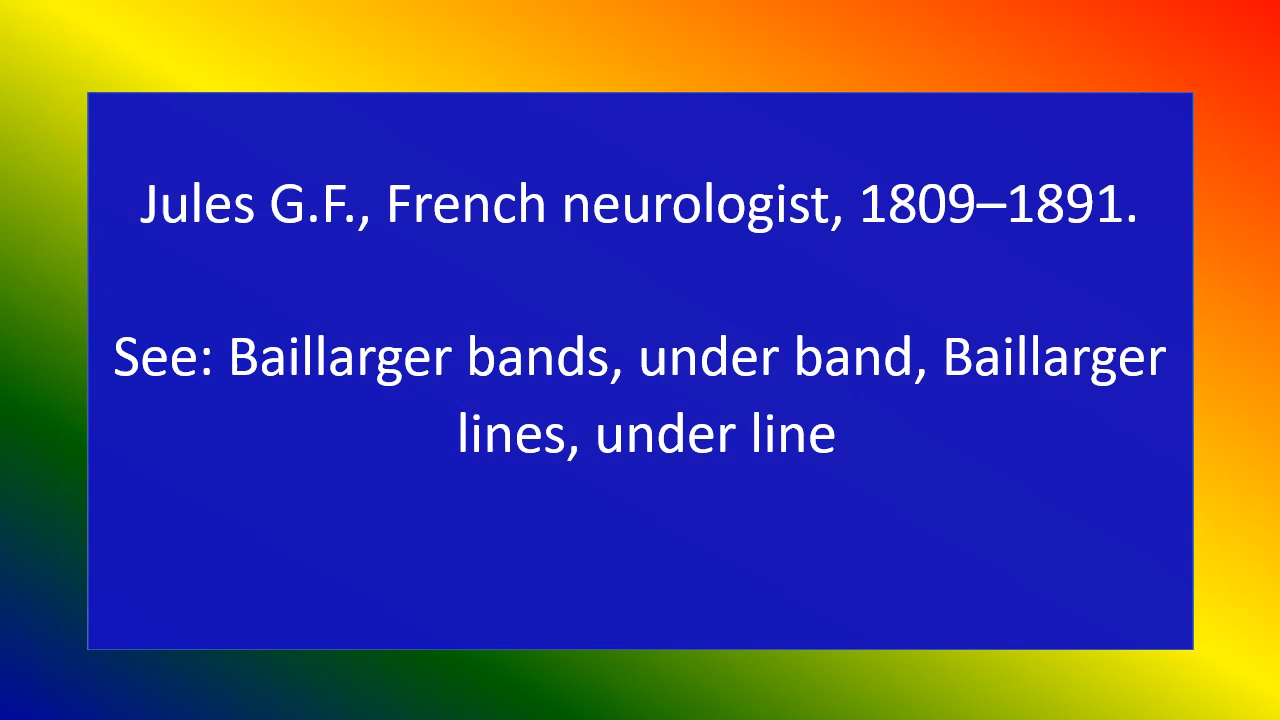 Jules G.F., French neurologist, 1809–1891.
See: Baillarger bands, under band, Baillarger
lines, under line